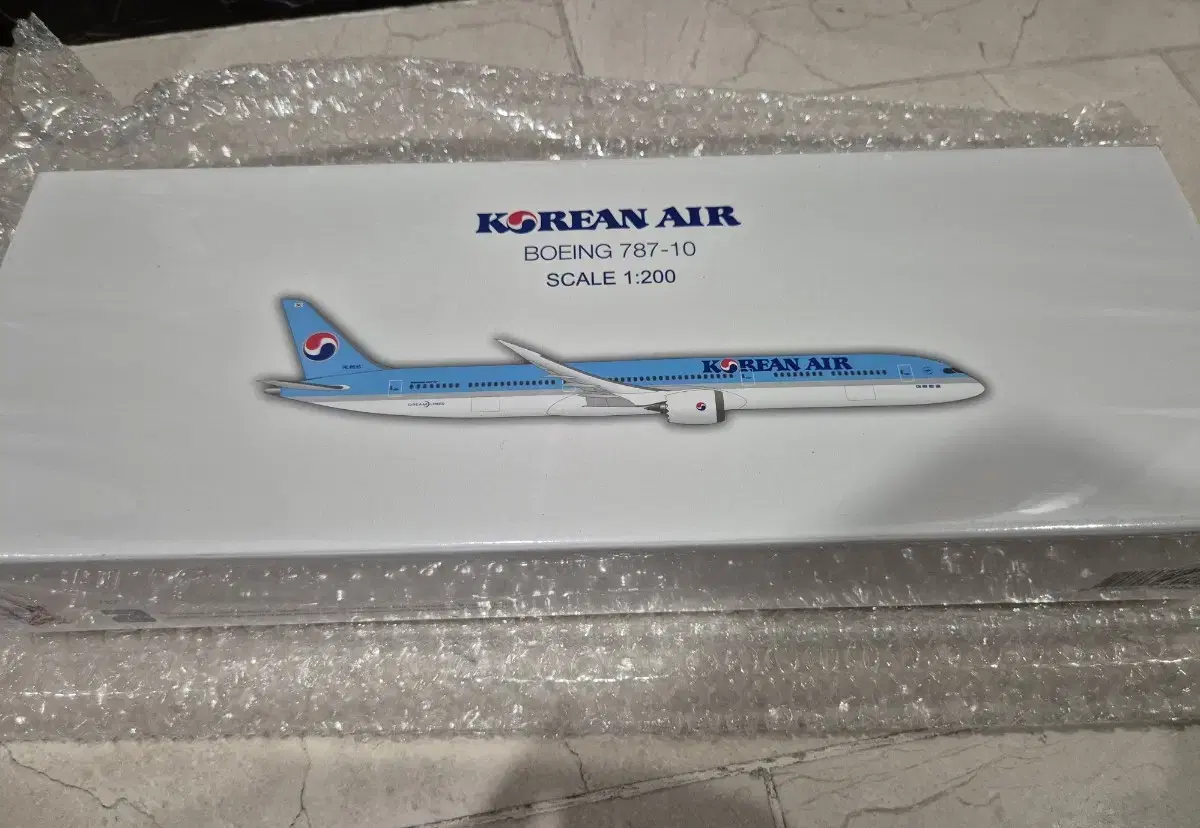 KOREAN AIR
BOEING 787-10
SCALE 1:200
KOREAN AIR